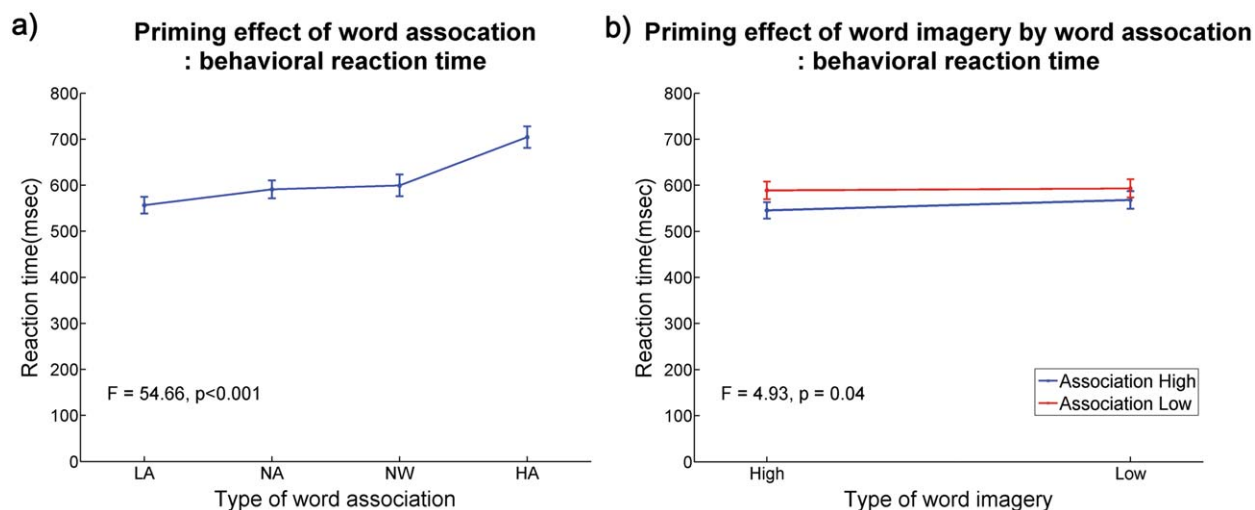 a)
Priming effect of word assocation
: behavioral reaction time
800
700
600
500
400
300
200
100
0
Reaction time(msec)
F = 54.66, p<0.001
LA NA NW HA
Type of word association
b)
Priming effect of word imagery by word assocation
: behavioral reaction time
800
700
600
500
400
300
200
100
0
Reaction time(msec)
F = 4.93, p = 0.04
Association High
Association Low
High Low
Type of word imagery